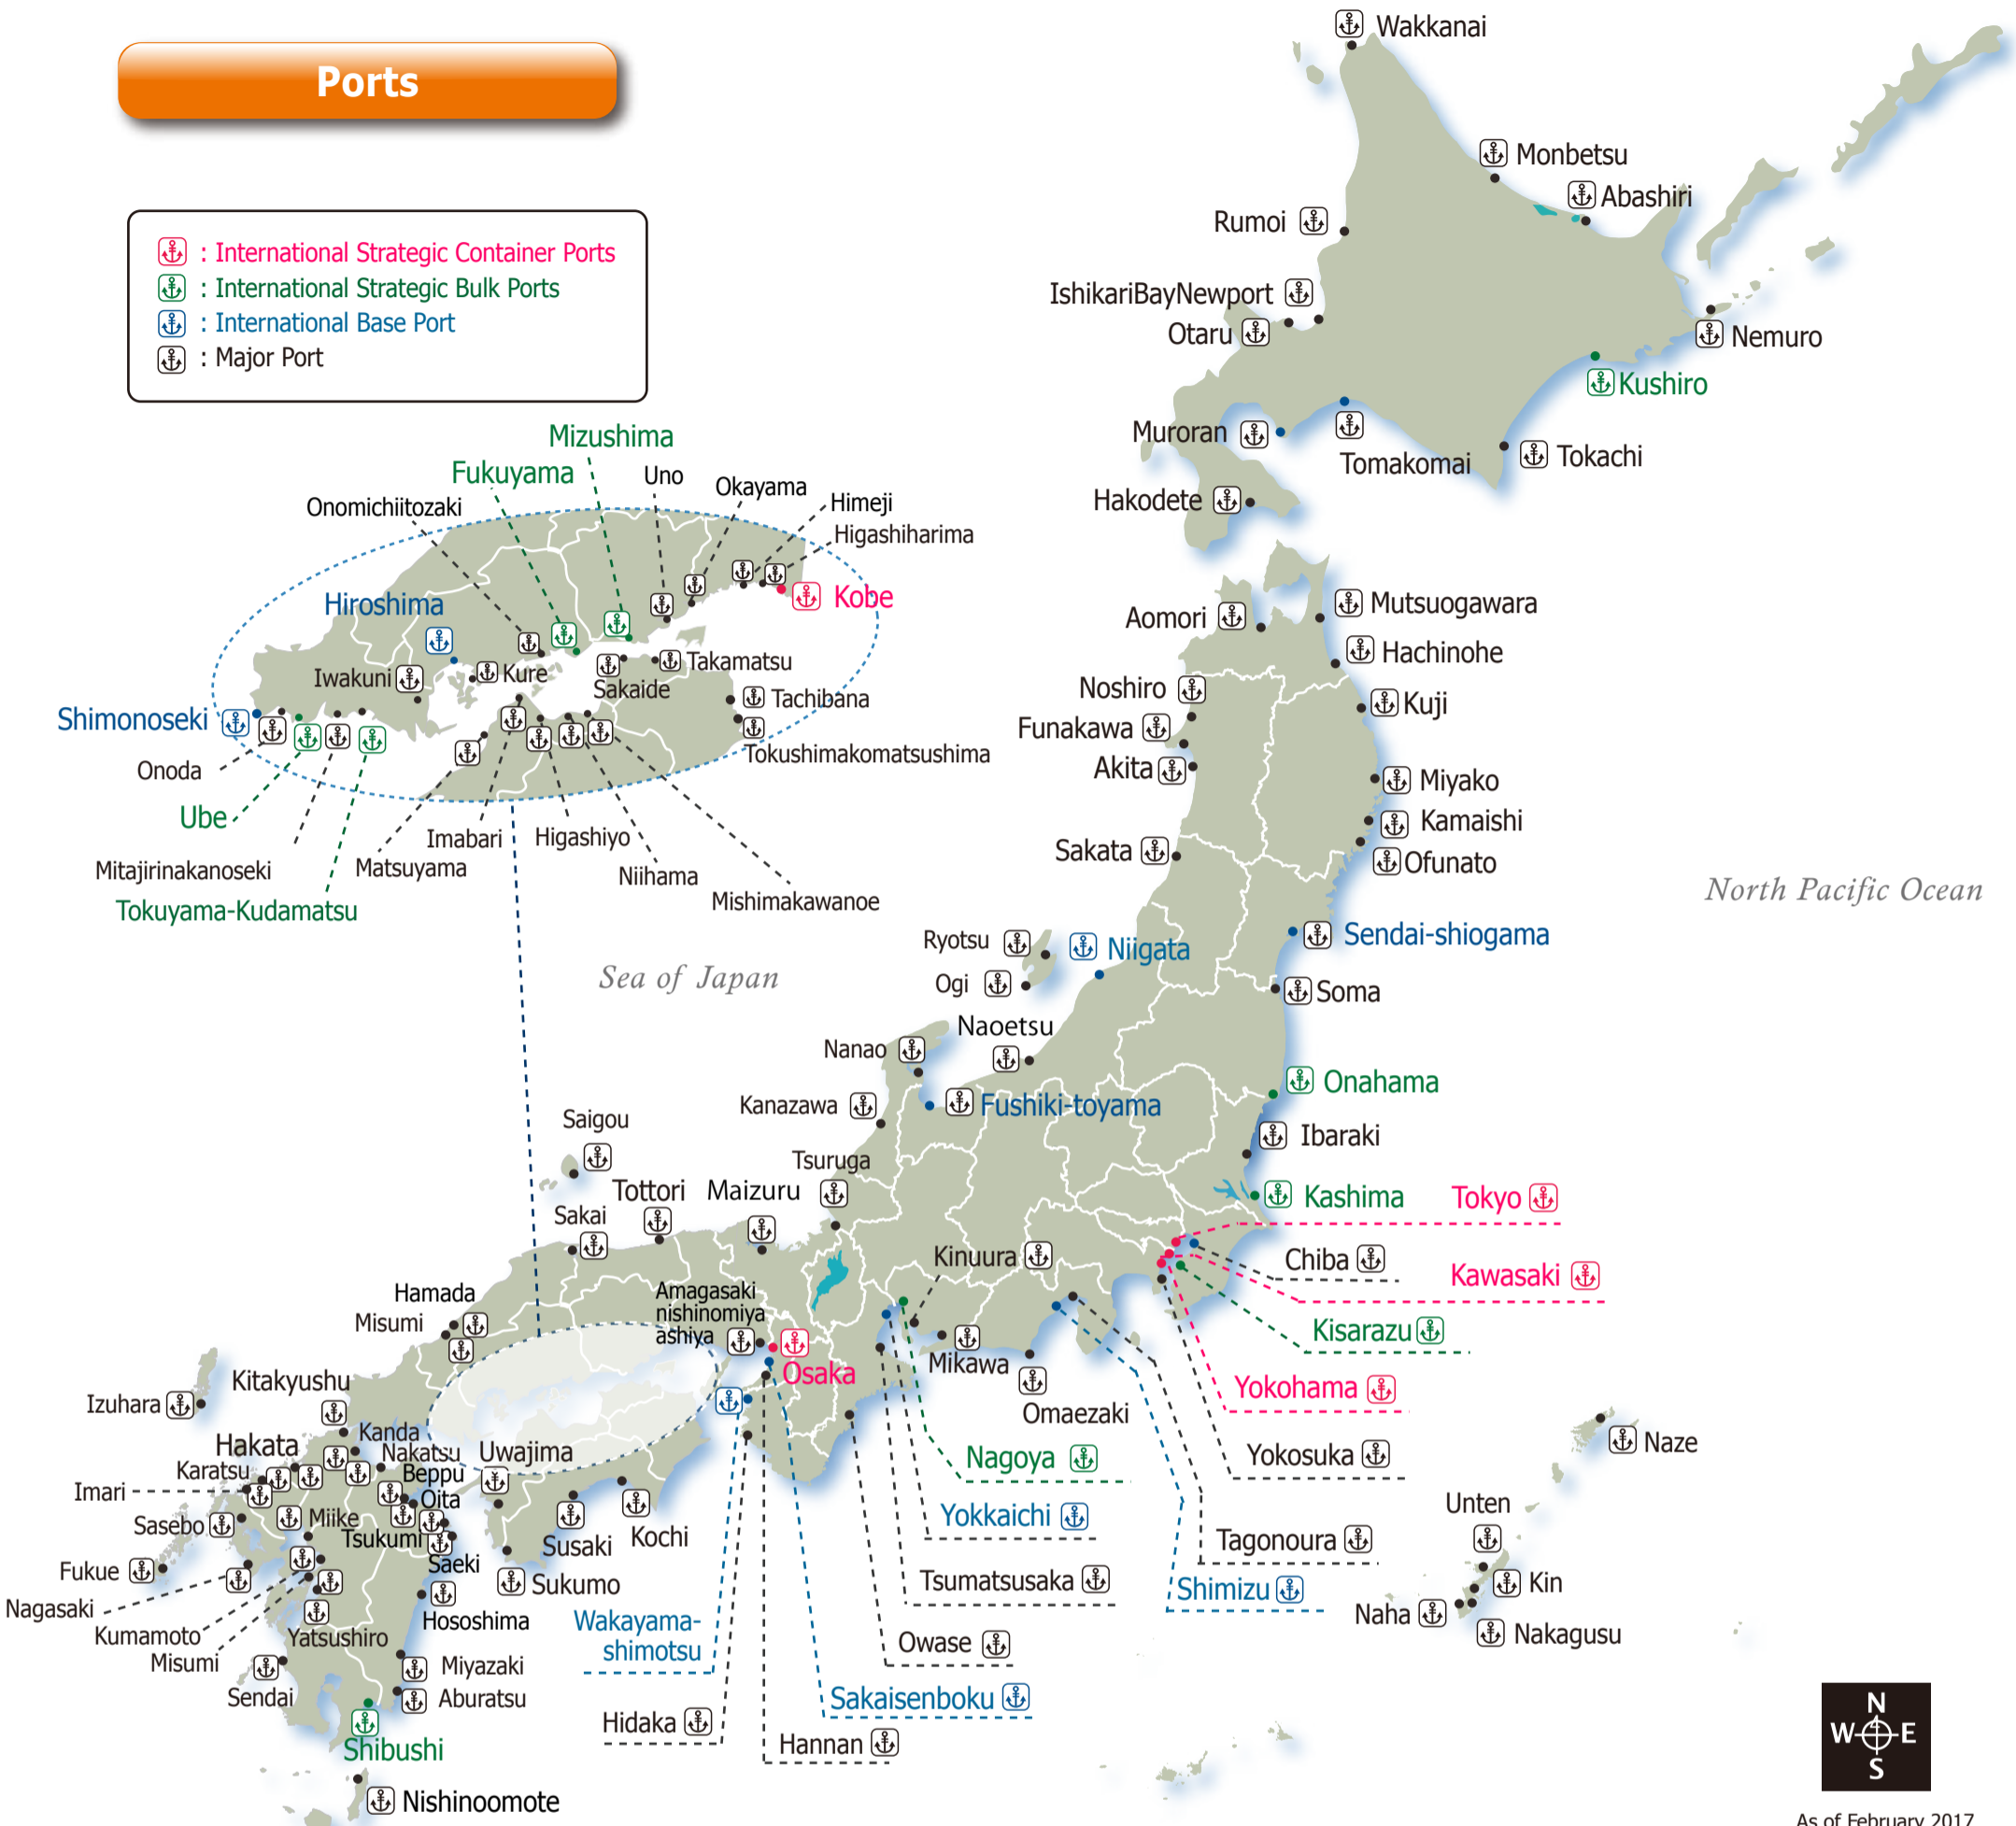 Ports
: International Strategic Container Ports
: International Strategic Bulk Ports
: International Base Port
: Major Port
Wakkanai
Monbetsu
Abashiri
Rumoi
IshikariBayNewport
Otaru
Nemuro
Kushiro
Muroran
Tomakomai
Tokachi
Hakodete
Mizushima
Fukuyama
Uno
Okayama
Onomichiitozaki
Himeji
Higashiharima
Kobe
Hiroshima
Iwakuni
Kure
Takamatsu
Sakaide
Tachibana
Shimonoseki
Tokushimakomatsushima
Onoda
Ube
Imabari
Higashiyo
Mitajirinakanoseki
Matsuyama
Niihama
Mishimakawanoe
Tokuyama-Kudamatsu
Aomori
Mutsuogawara
Hachinohe
Noshiro
Kuji
Funakawa
Akita
Miyako
Kamaishi
Sakata
Ofunato
North Pacific Ocean
Sendai-shiogama
Ryotsu
Niigata
Sea of Japan
Ogi
Soma
Naoetsu
Nanao
Onahama
Kanazawa
Fushiki-toyama
Saigou
Ibaraki
Tsuruga
Tottori
Maizuru
Kashima
Tokyo
Sakai
Kinuura
Chiba
Kawasaki
Hamada
Misumi
Amagasaki
nishinomiya
ashiya
Kisarazu
Mikawa
Osaka
Kitakyushu
Yokohama
Izuhara
Omaezaki
Kanda
Hakata
Nakatsu
Uwajima
Nagoya
Yokosuka
Naze
Karatsu
Beppu
Imari
Oita
Unten
Yokkaichi
Sasebo
Miike
Tsukumi
Susaki
Kochi
Tagonoura
Saeki
Fukue
Sukumo
Tsumatsusaka
Shimizu
Kin
Nagasaki
Hososhima
Wakayama-
shimotsu
Naha
Nakagusu
Kumamoto
Yatsushiro
Owase
Misumi
Miyazaki
Sendai
Aburatsu
Sakaisenboku
Hidaka
Hannan
Shibushi
Nishinoomote
N
W E
S
As of February 2017